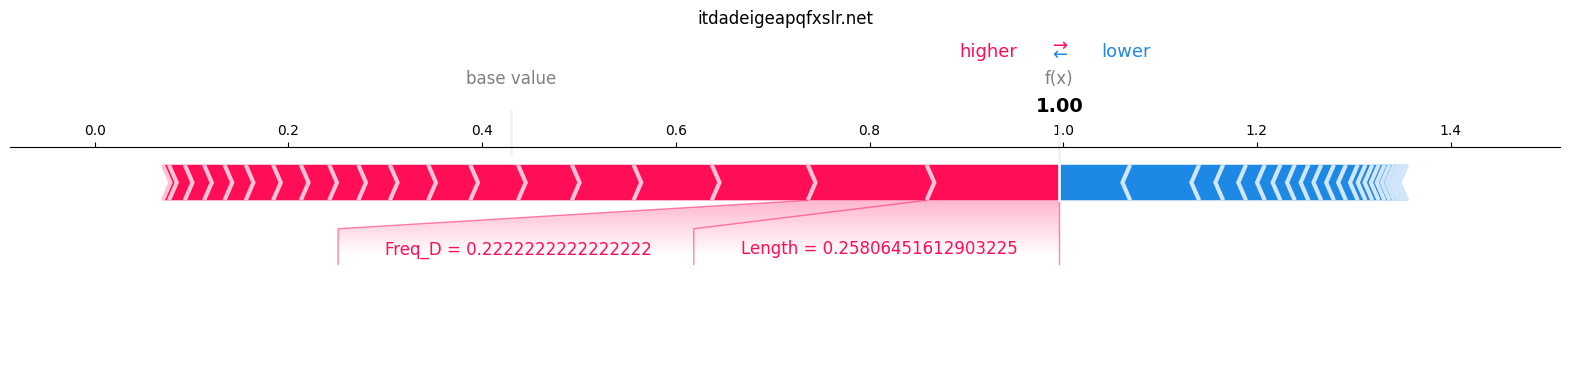 itdadeigeapqfxslr.net
higher → ← lower
base value f(x)
1.00
0.0 0.2 0.4 0.6 0.8 1.0 1.2 1.4
Freq_D = 0.2222222222222222 Length = 0.25806451612903225